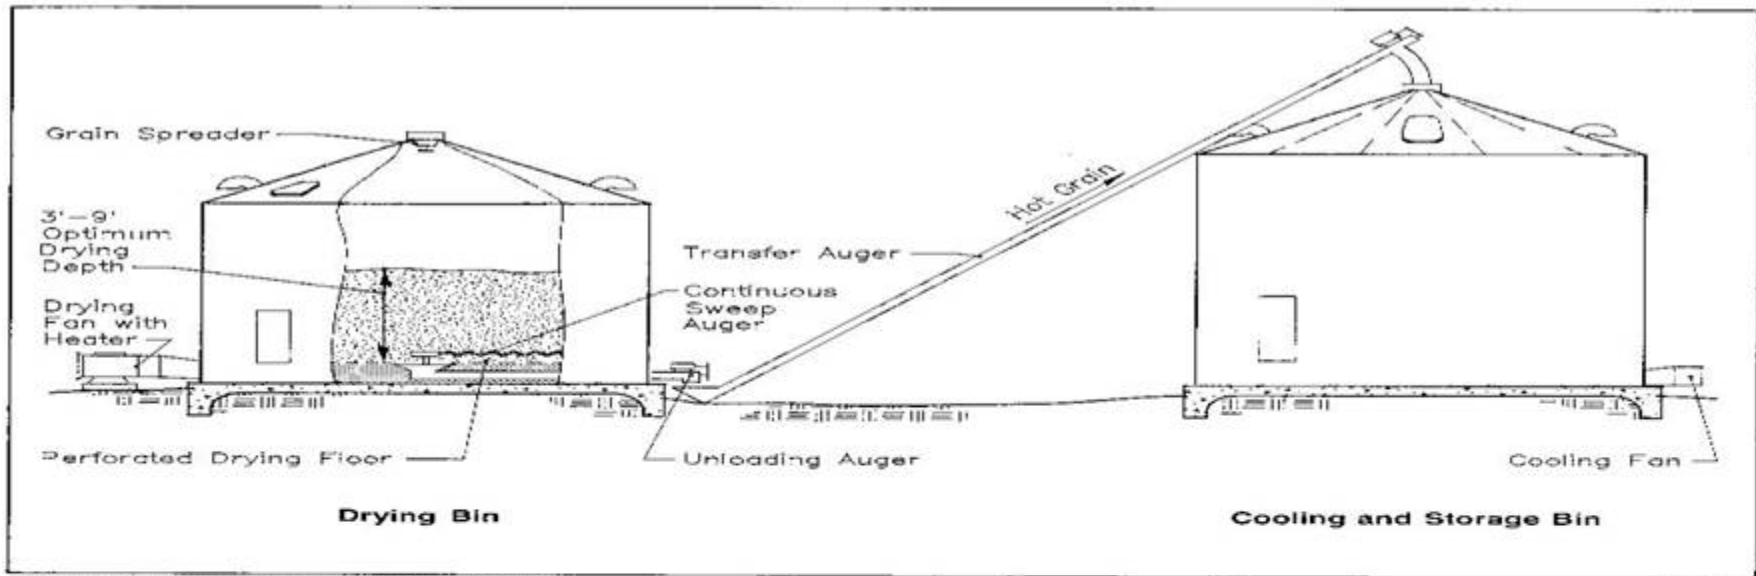 Grain Spreader
3'-9'
Optimum
Drying
Depth
Drying
Fan with
Heater
Transfer Auger
Continuous
Sweep
Auger
Hot Grain
Perforated Drying Floor
Unloading Auger
Cooling Fan
Drying Bin
Cooling and Storage Bin